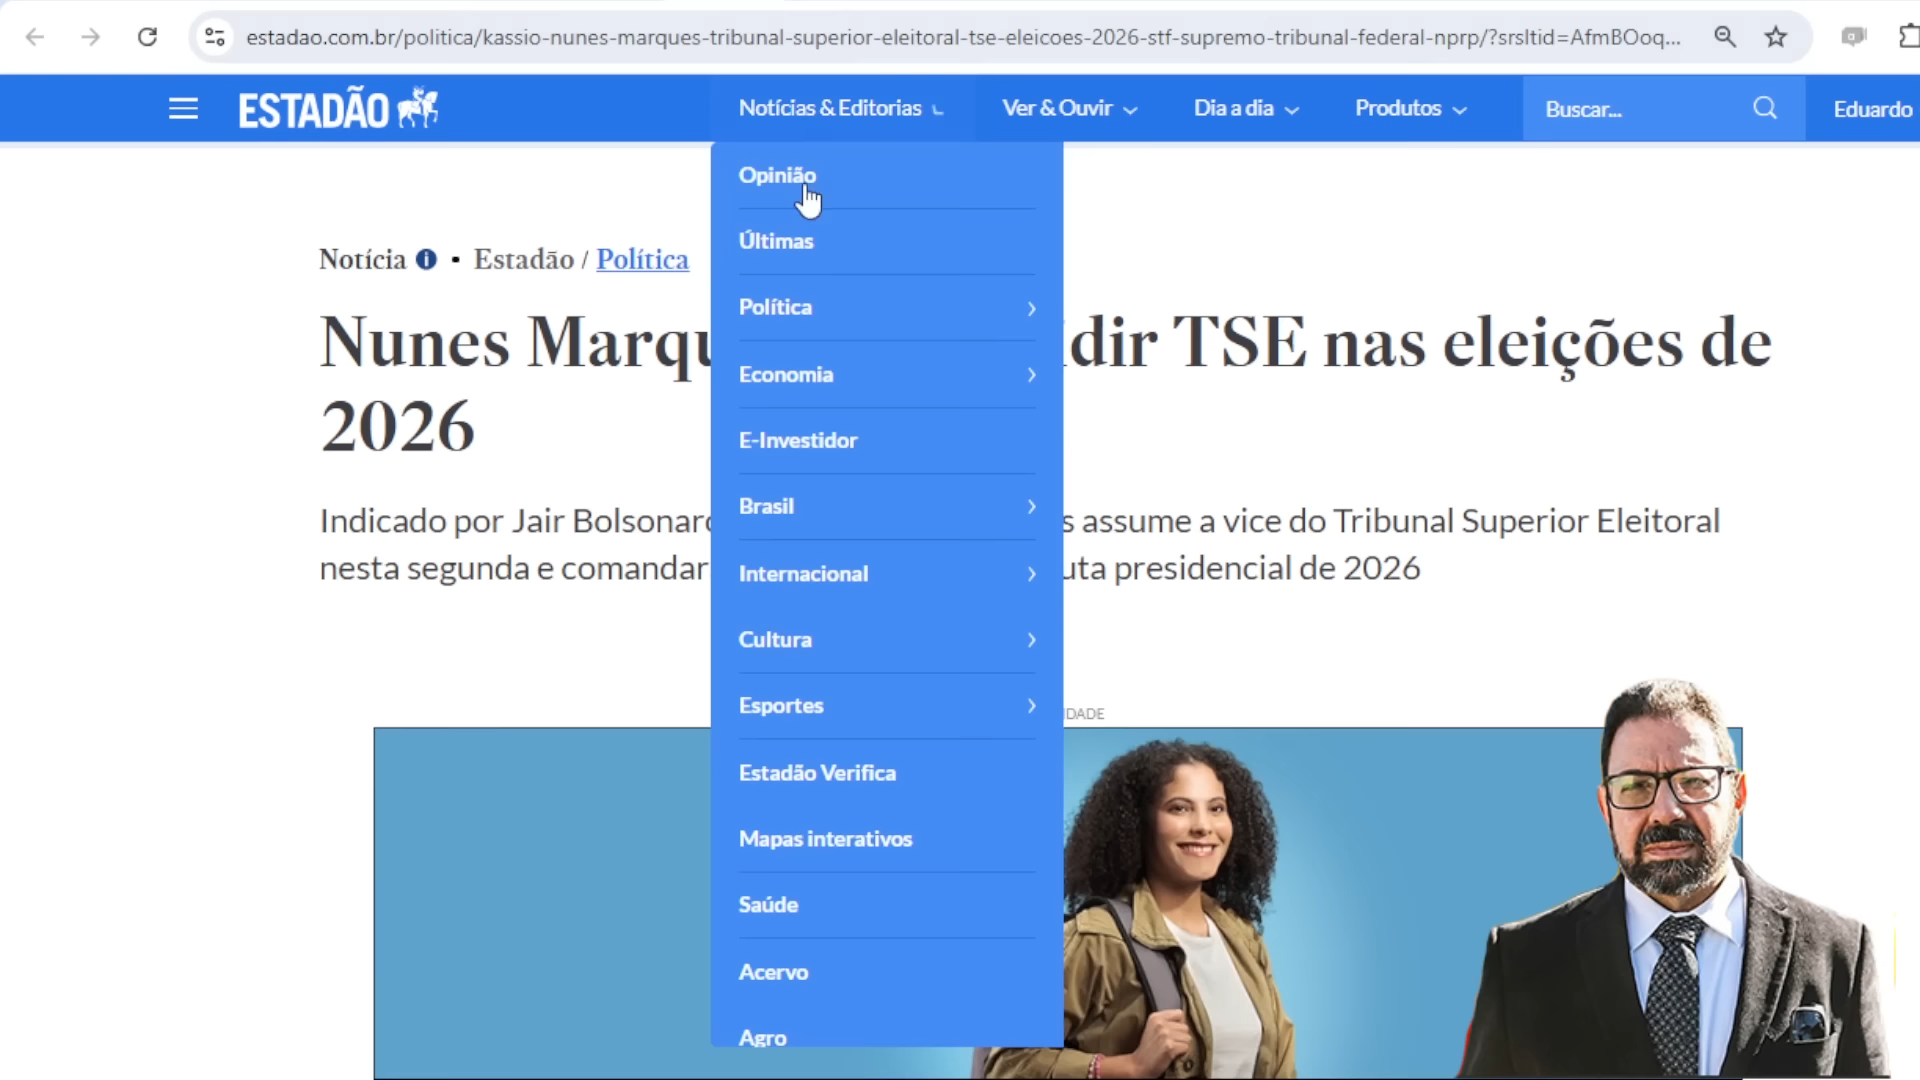 estadao.com.br/politica/kassio-nunes-marques-tribunal-superior-eleitoral-tse-eleicoes-2026-stf-supremo-tribunal-federal-nprp/?srsltid=AfmBOoq...
ESTADÃO
Notícias & Editorias
Ver & Ouvir
Dia a dia
Produtos
Buscar...
Eduardo
Opinião
Últimas
Política
Economia
E-Investidor
Brasil
Internacional
Cultura
Esportes
Estadão Verifica
Mapas interativos
Saúde
Acervo
Agro
Notícia • Estadão / Política
Nunes Marqu dir TSE nas eleições de
2026
Indicado por Jair Bolsonaro s assume a vice do Tribunal Superior Eleitoral
nesta segunda e comandar uta presidencial de 2026
IDADE